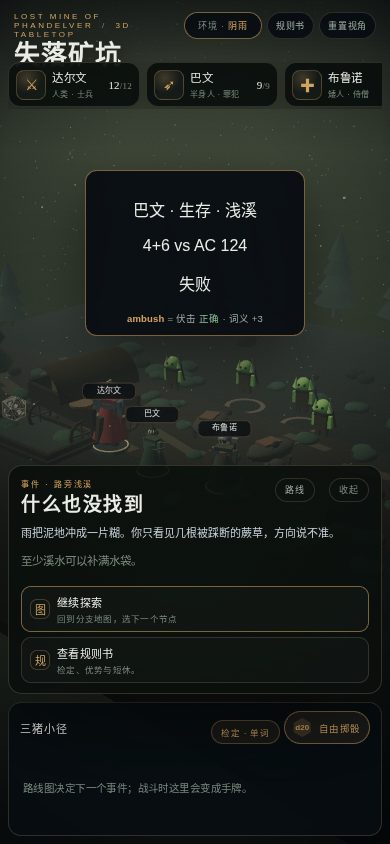 LOST MINE OF
PHANDELVER / 3D
TABLETOP
失落矿坑
环境 · 阴雨
规则书
重置视角
达尔文
人类 · 士兵
12/12
巴文
半身人 · 罪犯
9/9
布鲁诺
矮人 · 侍僧
巴文 · 生存 · 浅溪
4+6 vs AC 124
失败
ambush = 伏击 正确 · 词义 +3
达尔文
巴文
布鲁诺
事件 · 路旁浅溪
什么也没找到
路线
收起
雨把泥地冲成一片糊。你只看见几根被踩断的蕨草，方向说不准。
至少溪水可以补满水袋。
图
继续探索
回到分支地图，选下一个节点
规
查看规则书
检定、优势与短休。
三猪小径
检定 · 单词
d20 自由掷骰
路线图决定下一个事件；战斗时这里会变成手牌。